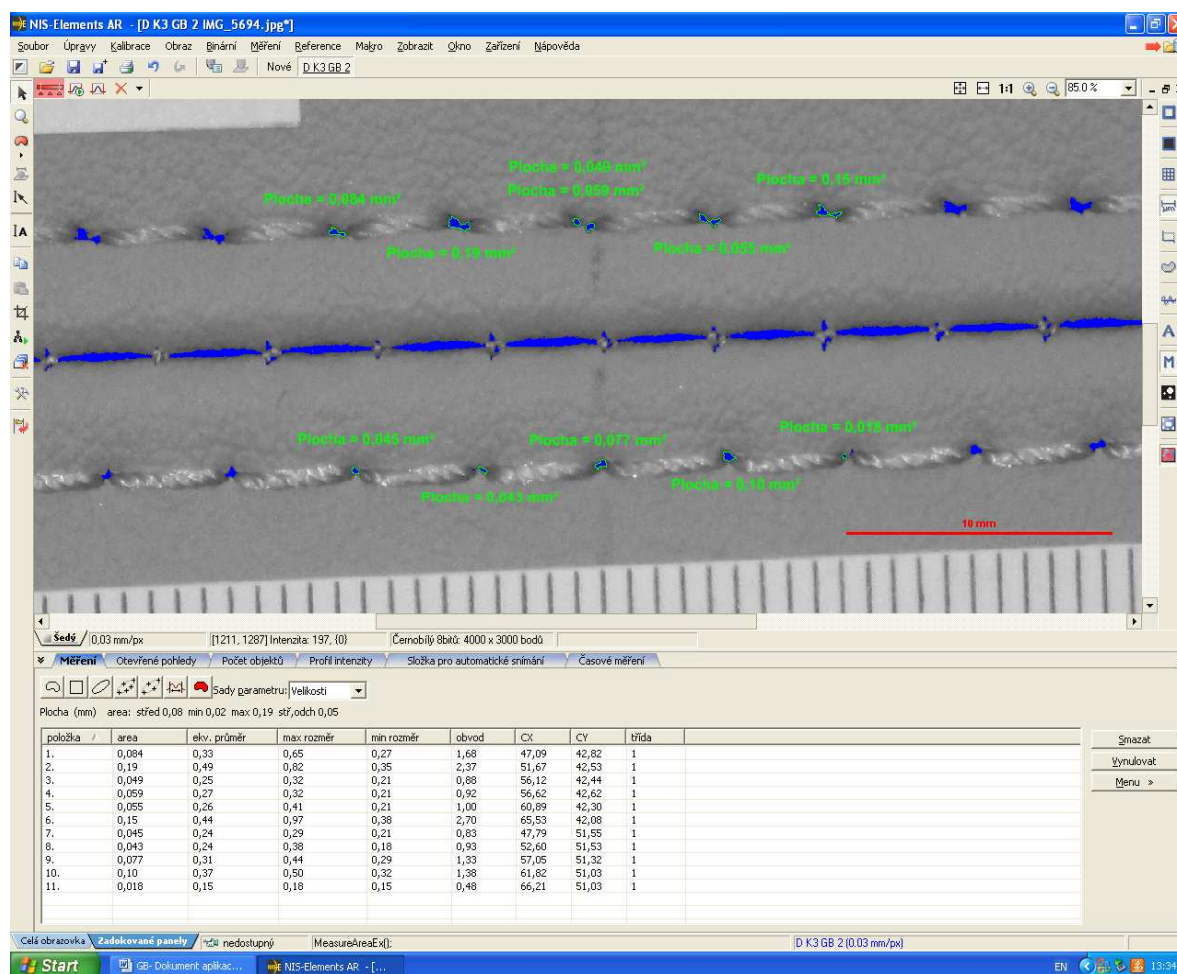 NIS-Elements AR - [D K3 GB 2 IMG_5694.jpg*]
Soubor Úpravy Kalibrace Obraz Binární Měření Reference Makro Zobrazit Okno Zařízení Nápověda
Nové D K3 GB 2
1:1 85.0 %
Plocha = 0,049 mm²
Plocha = 0,059 mm²
Plocha = 0,15 mm²
Plocha = 0,084 mm²
Plocha = 0,19 mm²
Plocha = 0,055 mm²
Plocha = 0,045 mm²
Plocha = 0,077 mm²
Plocha = 0,018 mm²
Plocha = 0,043 mm²
Plocha = 0,10 mm²
10 mm
Šedý 0,03 mm/px [1211, 1287] Intenzita: 197, {0} Černobílý 8bitů: 4000 x 3000 bodů
Měření Otevřené pohledy Počet objektů Profil intenzity Složka pro automatické snímání Časové měření
Sady parametru: Velikosti
Plocha (mm) area: střed 0,08 min 0,02 max 0,19 stř,odch 0,05
položka area ekv. průměr max rozměr min rozměr obvod CX CY třída
1. 0,084 0,33 0,65 0,27 1,68 47,09 42,82 1
2. 0,19 0,49 0,82 0,35 2,37 51,67 42,53 1
3. 0,049 0,25 0,32 0,21 0,88 56,12 42,44 1
4. 0,059 0,27 0,32 0,21 0,92 56,62 42,62 1
5. 0,055 0,26 0,41 0,21 1,00 60,89 42,30 1
6. 0,15 0,44 0,97 0,38 2,70 65,53 42,08 1
7. 0,045 0,24 0,29 0,21 0,83 47,79 51,55 1
8. 0,043 0,24 0,38 0,18 0,93 52,60 51,53 1
9. 0,077 0,31 0,44 0,29 1,33 57,05 51,32 1
10. 0,10 0,37 0,50 0,32 1,38 61,82 51,03 1
11. 0,018 0,15 0,18 0,15 0,48 66,21 51,03 1
Smazat
Vynulovat
Menu »
Celá obrazovka Zadokované panely nedostupný MeasureAreaEx(); D K3 GB 2 (0.03 mm/px)
Start GB- Dokument aplikac... NIS-Elements AR - [... EN 13:34